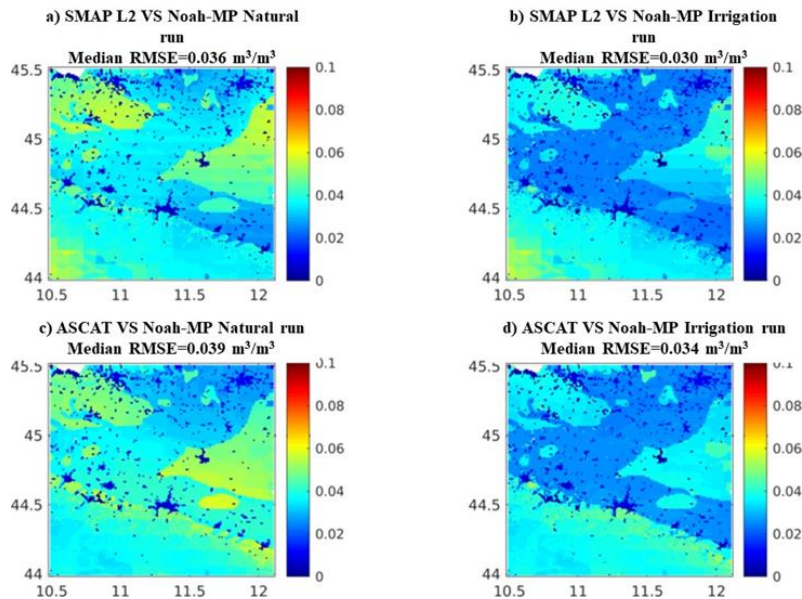 a) SMAP L2 VS Noah-MP Natural
run
Median RMSE=0.036 m³/m³
45.5
45
44.5
44
10.5 11 11.5 12
0.1
0.08
0.06
0.04
0.02
0
b) SMAP L2 VS Noah-MP Irrigation
run
Median RMSE=0.030 m³/m³
45.5
45
44.5
44
10.5 11 11.5 12
0.1
0.08
0.06
0.04
0.02
0
c) ASCAT VS Noah-MP Natural run
Median RMSE=0.039 m³/m³
45.5
45
44.5
44
10.5 11 11.5 12
0.1
0.08
0.06
0.04
0.02
0
d) ASCAT VS Noah-MP Irrigation run
Median RMSE=0.034 m³/m³
45.5
45
44.5
44
10.5 11 11.5 12
0.1
0.08
0.06
0.04
0.02
0